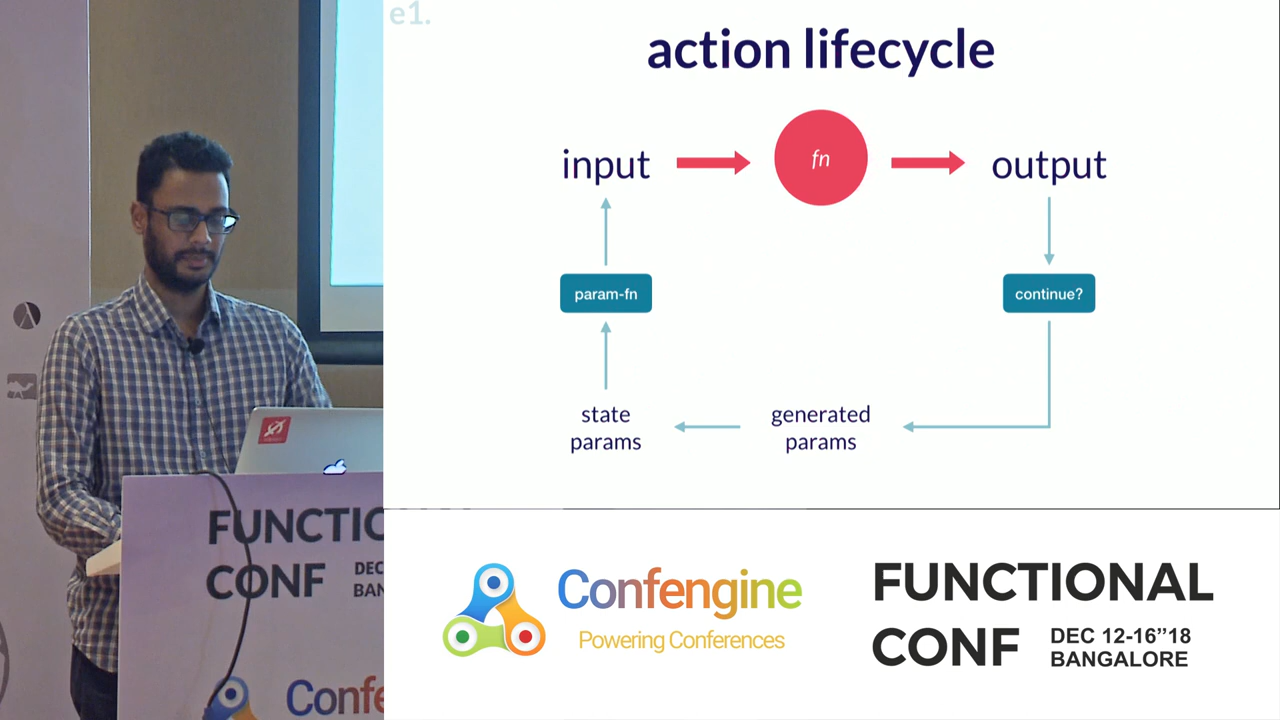 e1.
action lifecycle
input
fn
output
param-fn
continue?
state
params
generated
params
FUNCTIO
CONF
DEC
BAN
Confe
Confengine
Powering Conferences
FUNCTIONAL
CONF
DEC 12-16”18
BANGALORE